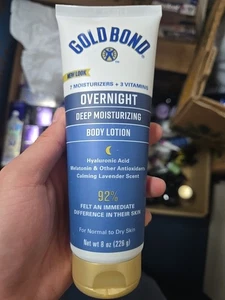 GOLD BOND
NEW LOOK
7 MOISTURIZERS + 3 VITAMINS
OVERNIGHT
DEEP MOISTURIZING
BODY LOTION
Hyaluronic Acid
Melatonin & Other Antioxidants
Calming Lavender Scent
92%
FELT AN IMMEDIATE
DIFFERENCE IN THEIR SKIN
For Normal to Dry Skin
Net wt 8 oz (226 g)